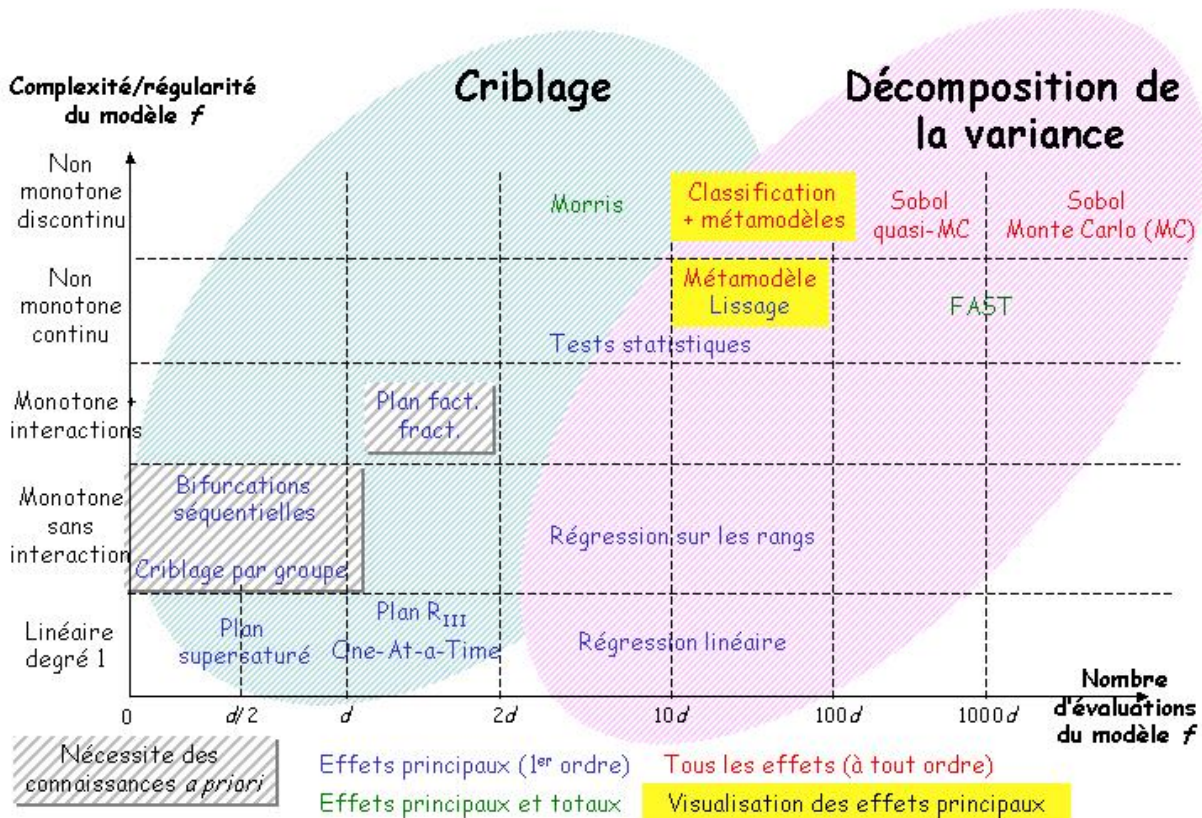 Complexité/régularité
du modèle f
Criblage
Décomposition de
la variance
Non
monotone
discontinu
Morris
Classification
+ métamodèles
Sobol
quasi-MC
Sobol
Monte Carlo (MC)
Non
monotone
continu
Métamodèle
Lissage
FAST
Tests statistiques
Monotone +
interactions
Plan fact.
fract.
Monotone
sans
interaction
Bifurcations
séquentielles
Criblage par groupe
Régression sur les rangs
Linéaire
degré 1
Plan
supersaturé
Plan RIII
One-At-a-Time
Régression linéaire
0
d/2
d
2d
10d
100d
1000d
Nombre
d'évaluations
du modèle f
Nécessite des
connaissances a priori
Effets principaux (1er ordre)
Tous les effets (à tout ordre)
Effets principaux et totaux
Visualisation des effets principaux